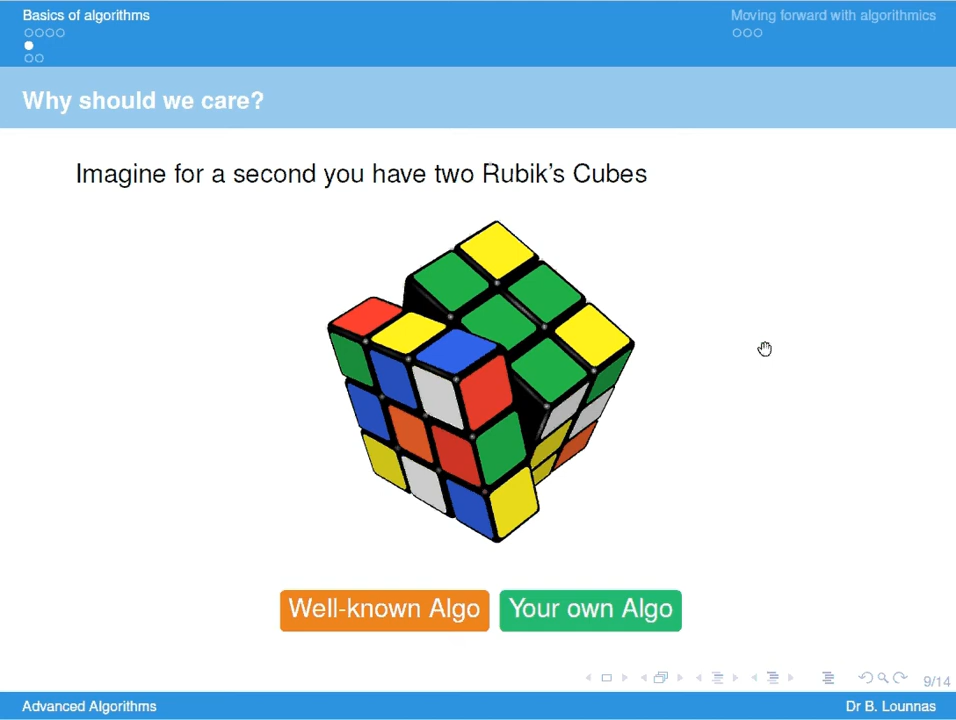 Basics of algorithms
Moving forward with algorithmics
Why should we care?
Imagine for a second you have two Rubik's Cubes
Well-known Algo
Your own Algo
9/14
Advanced Algorithms
Dr B. Lounnas